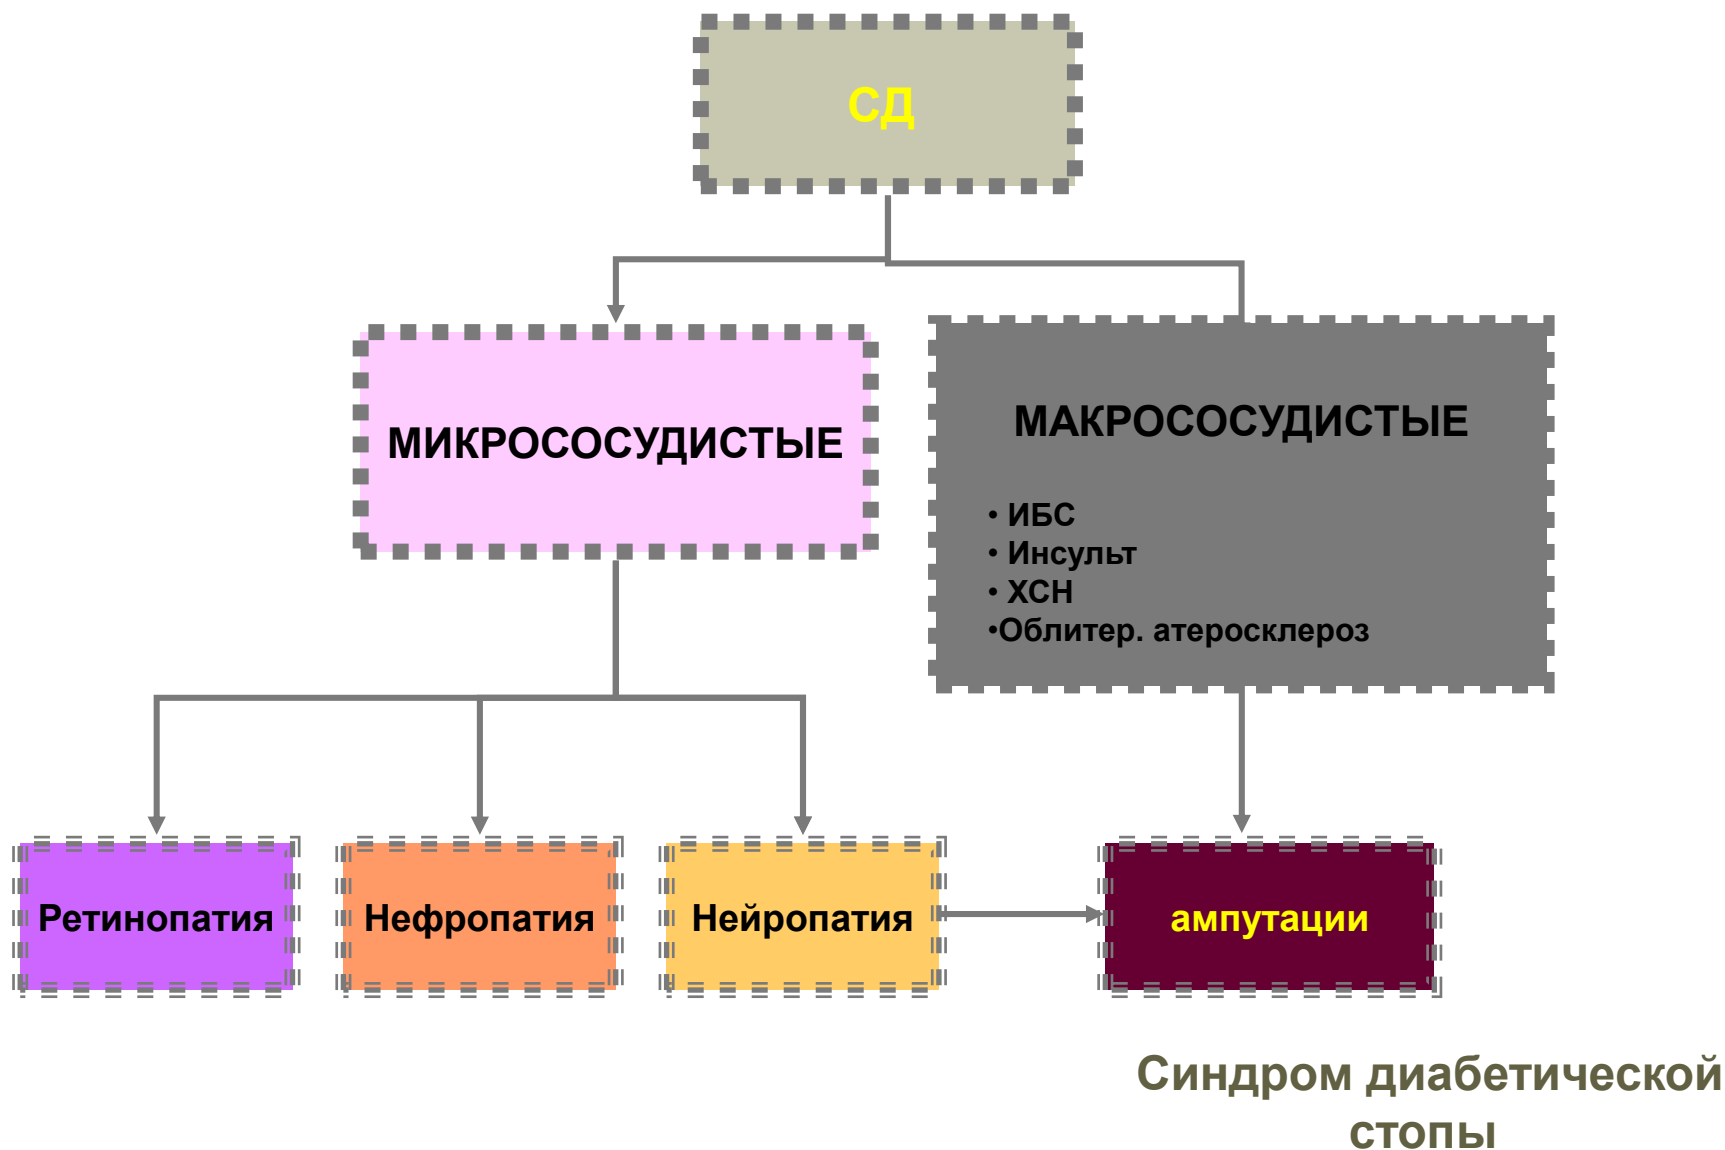 СД
МИКРОСОСУДИСТЫЕ
МАКРОСОСУДИСТЫЕ
• ИБС
• Инсульт
• ХСН
•Облитер. атеросклероз
Ретинопатия
Нефропатия
Нейропатия
ампутации
Синдром диабетической
стопы